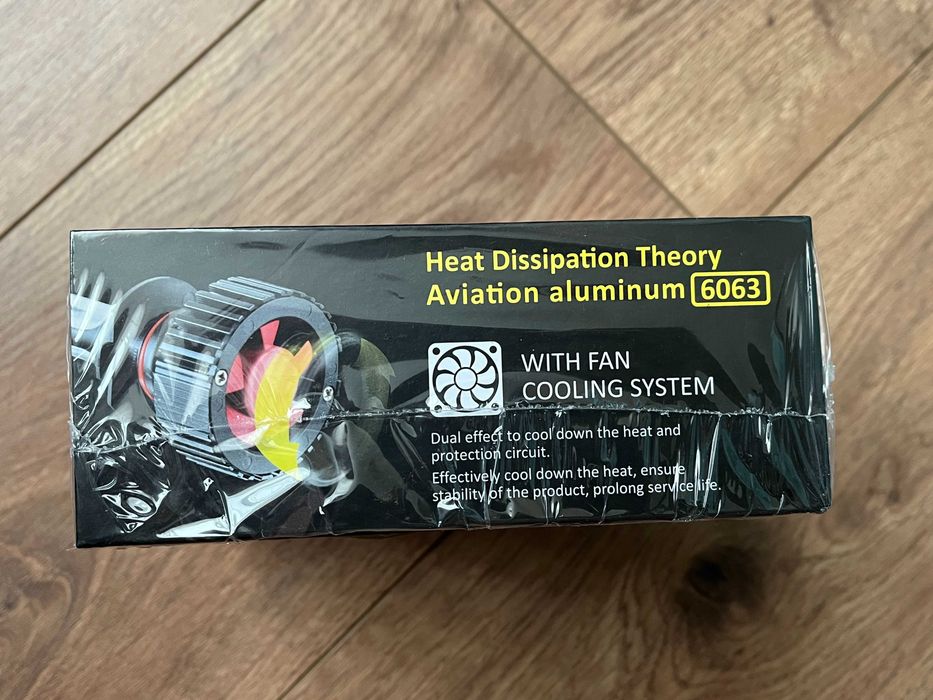 Heat Dissipation Theory
Aviation aluminum 6063
WITH FAN
COOLING SYSTEM
Dual effect to cool down the heat and
protection circuit.
Effectively cool down the heat, ensure
stability of the product, prolong service life.